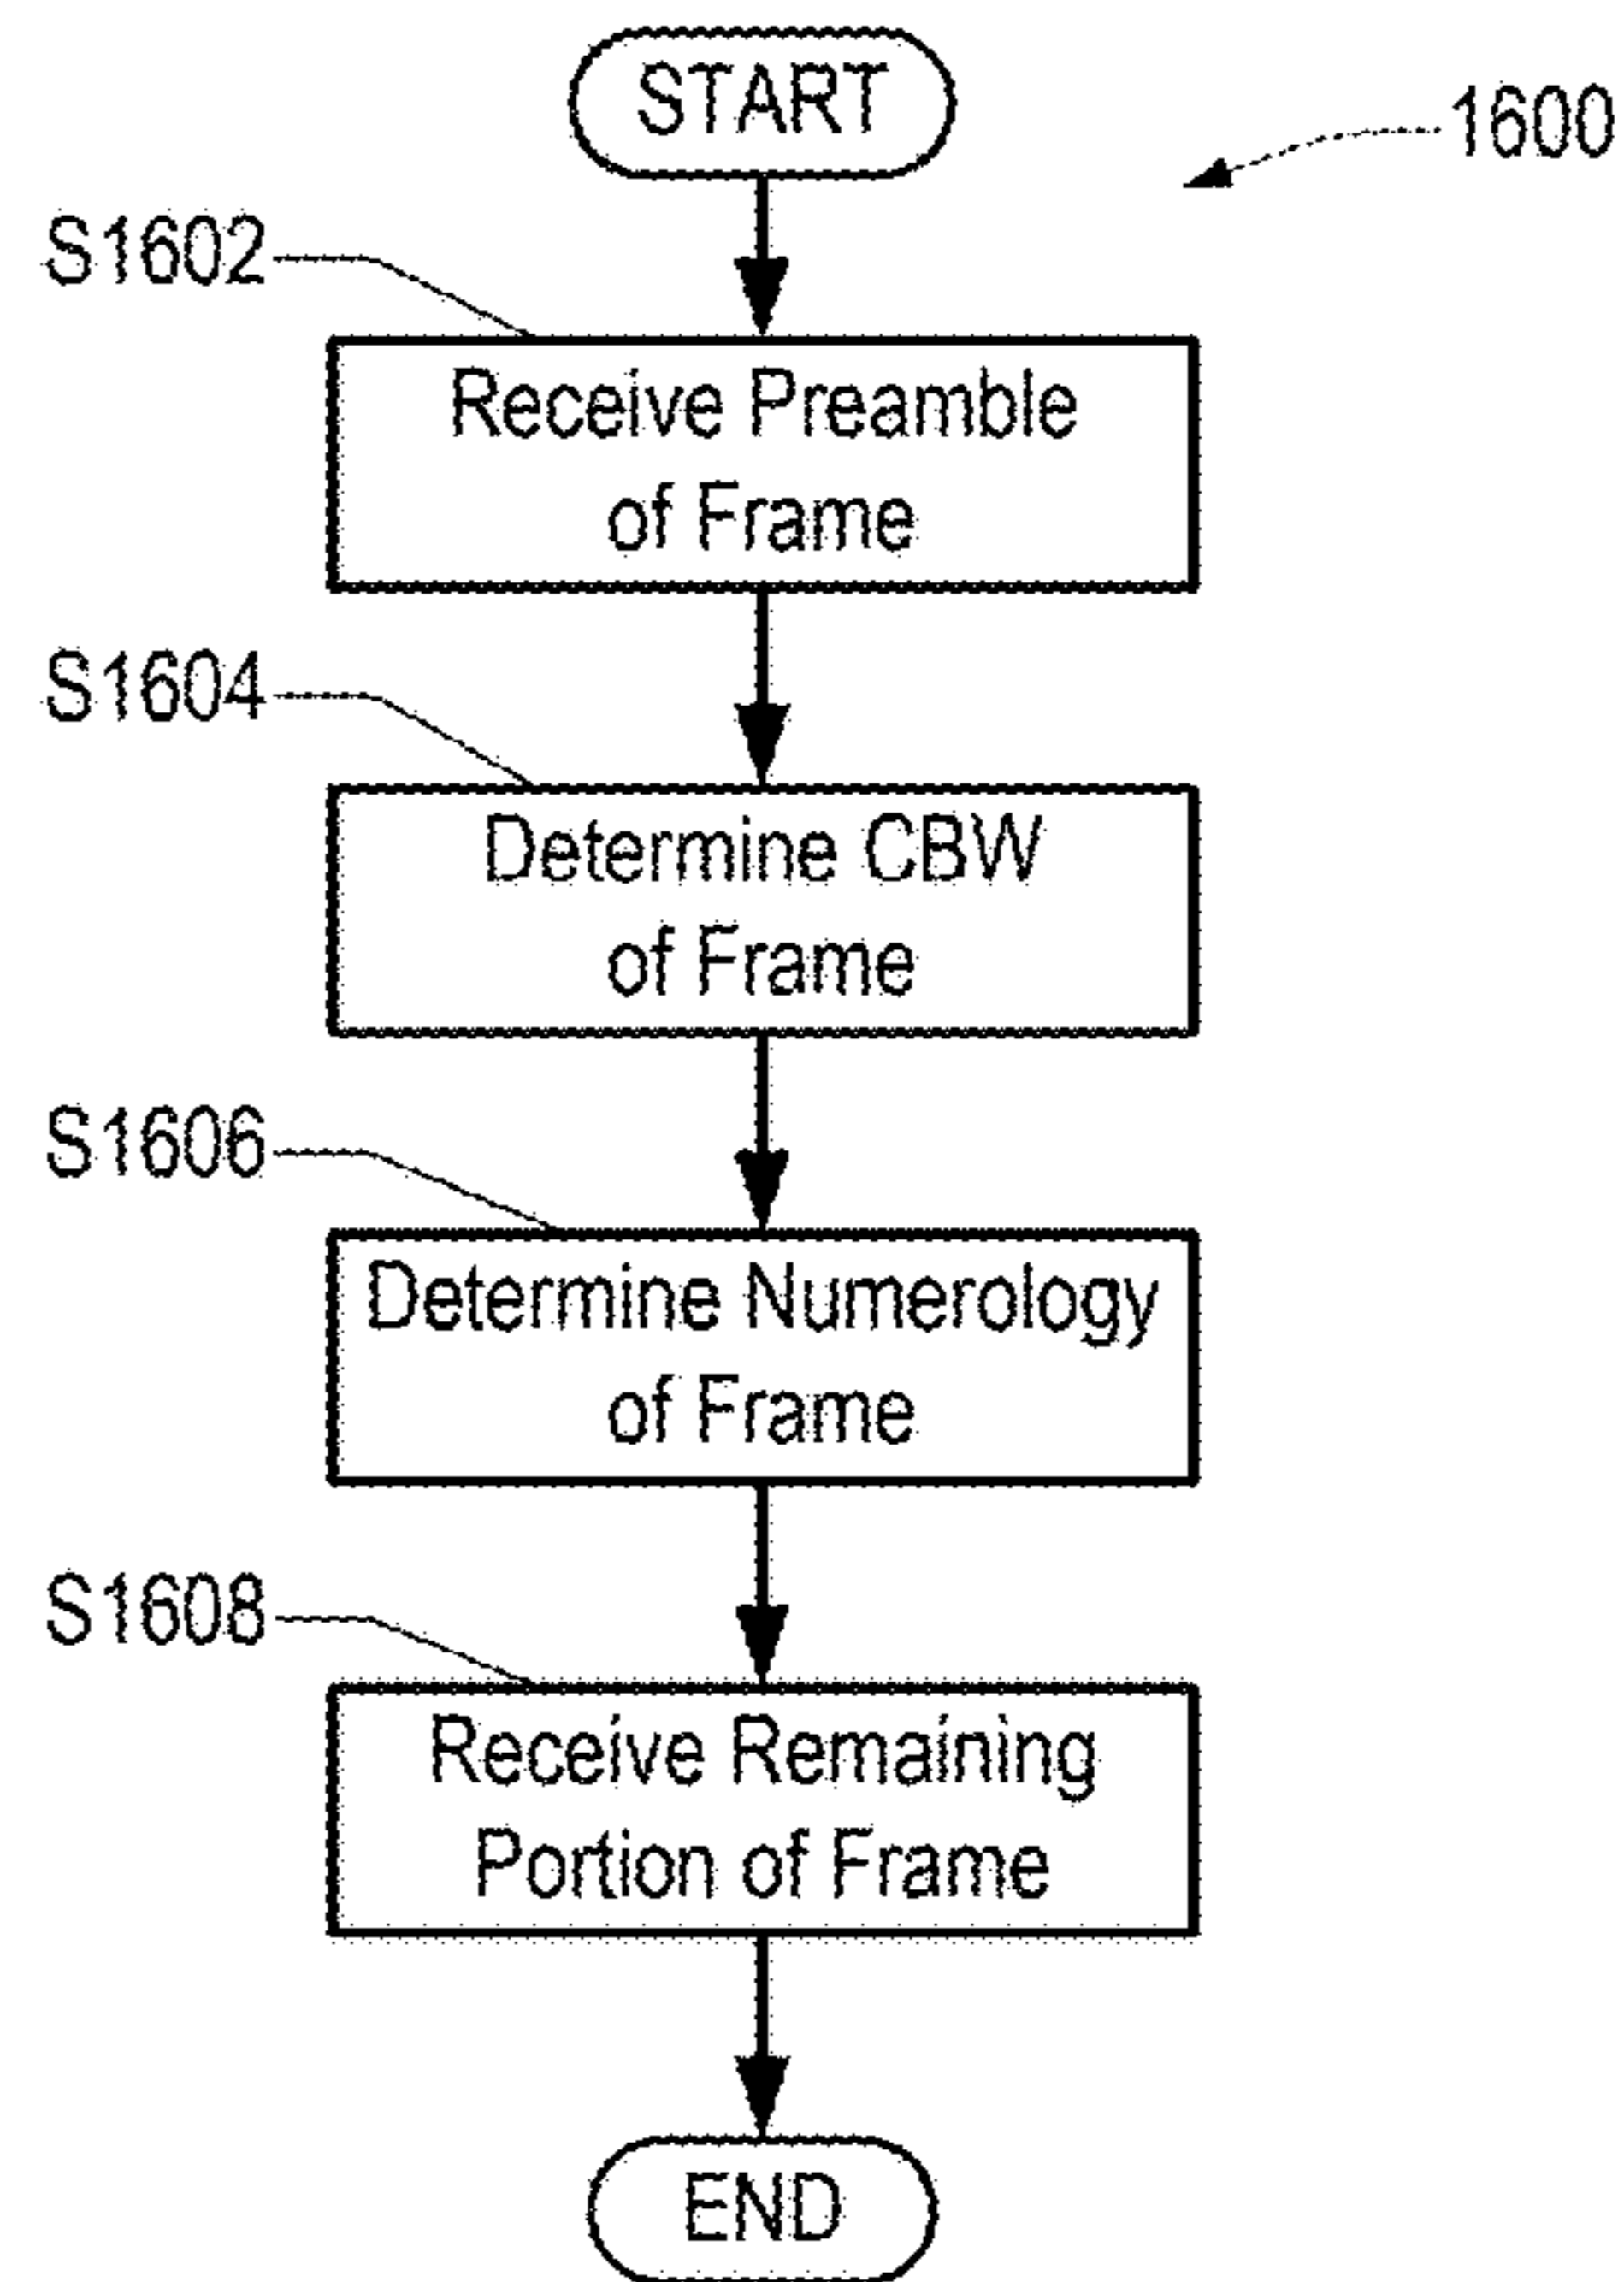 START
1600
S1602
Receive Preamble
of Frame
S1604
Determine CBW
of Frame
S1606
Determine Numerology
of Frame
S1608
Receive Remaining
Portion of Frame
END